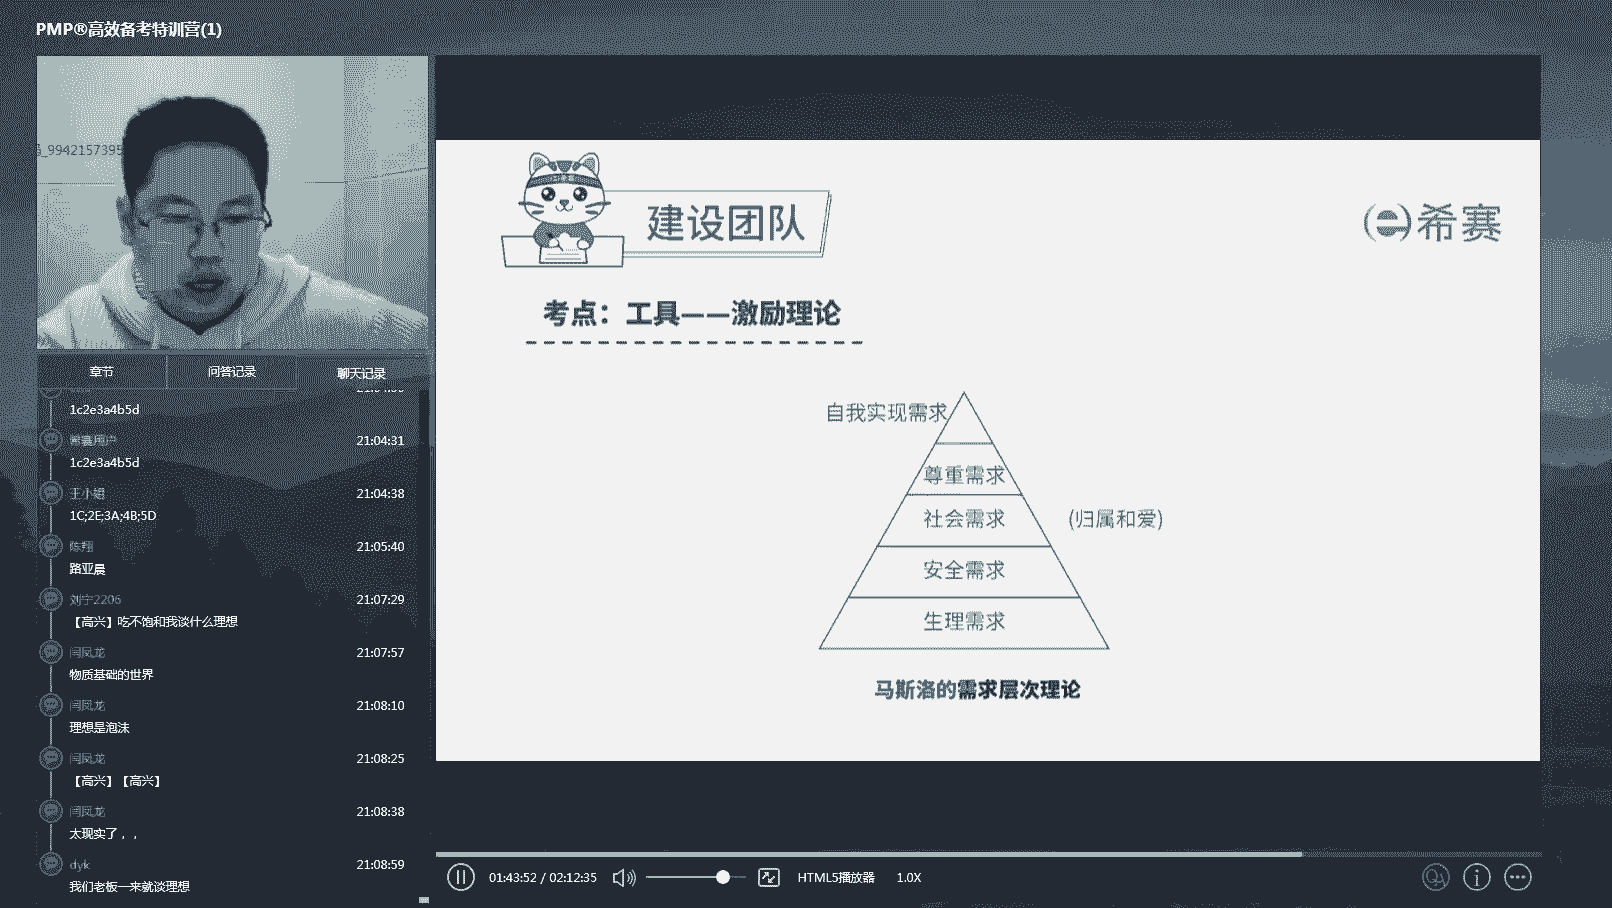 PMP®高效备考特训营(1)
_9942157395
章节
问答记录
聊天记录
1c2e3a4b5d
希赛用户
21:04:31
1c2e3a4b5d
王小妞
21:04:38
1C;2E;3A;4B;5D
陈翔
21:05:40
路亚晨
刘宁2206
21:07:29
【高兴】吃不饱和我谈什么理想
闫凤龙
21:07:57
物质基础的世界
闫凤龙
21:08:10
理想是泡沫
闫凤龙
21:08:25
【高兴】【高兴】
闫凤龙
21:08:38
太现实了，，
dyk
21:08:59
我们老板一来就谈理想
建设团队
希赛
考点：工具——激励理论
自我实现需求
尊重需求
社会需求
(归属和爱)
安全需求
生理需求
马斯洛的需求层次理论
01:43:52 / 02:12:35
HTML5播放器
1.0X